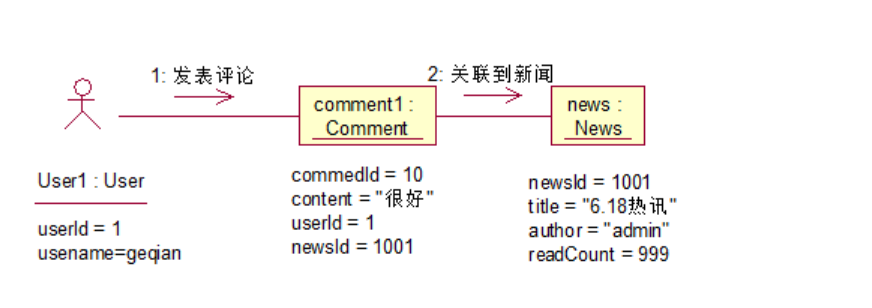 1: 发表评论
2: 关联到新闻
comment1 :
Comment
news :
News
User1 : User
userId = 1
usename=geqian
commedId = 10
content = "很好"
userId = 1
newsId = 1001
newsId = 1001
title = "6.18热讯"
author = "admin"
readCount = 999